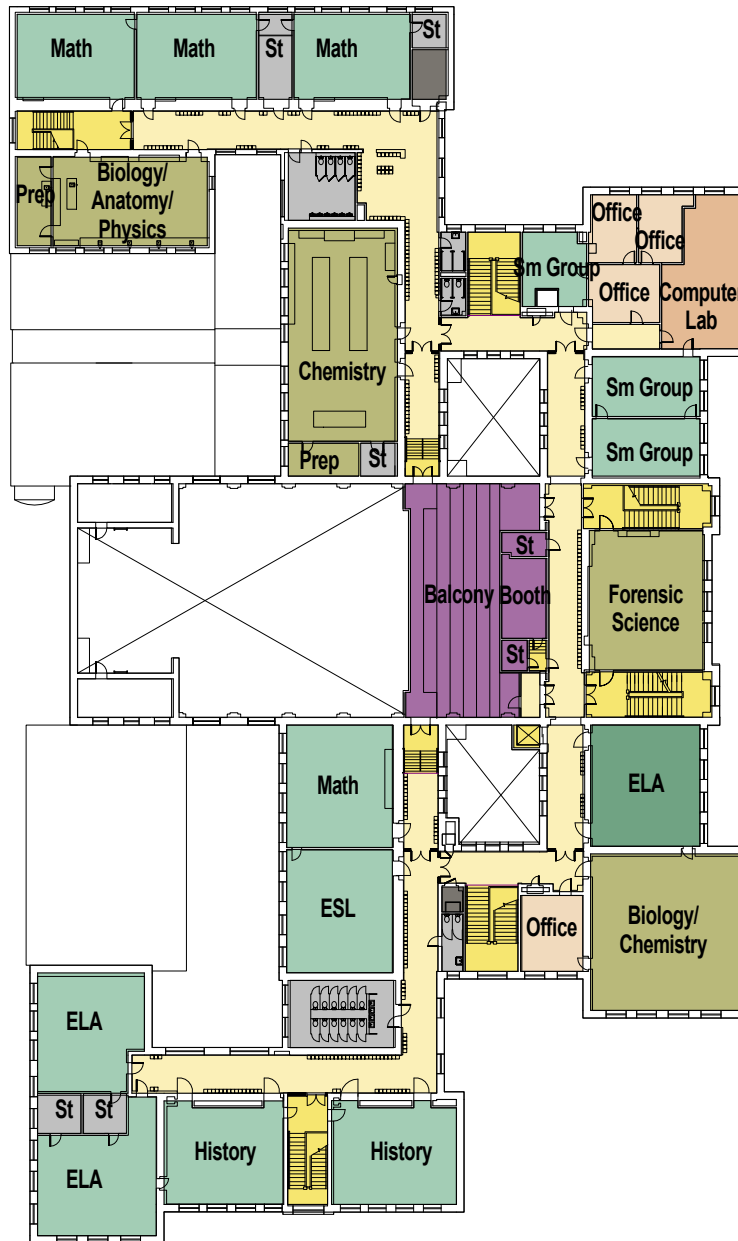 Math
Math
St
Math
St
Prep
Biology/
Anatomy/
Physics
Office
Office
Sm Group
Office
Computer
Lab
Chemistry
Sm Group
Prep
St
Sm Group
St
Balcony
Booth
Forensic
Science
St
Math
ELA
ESL
Office
Biology/
Chemistry
ELA
St
St
ELA
History
History